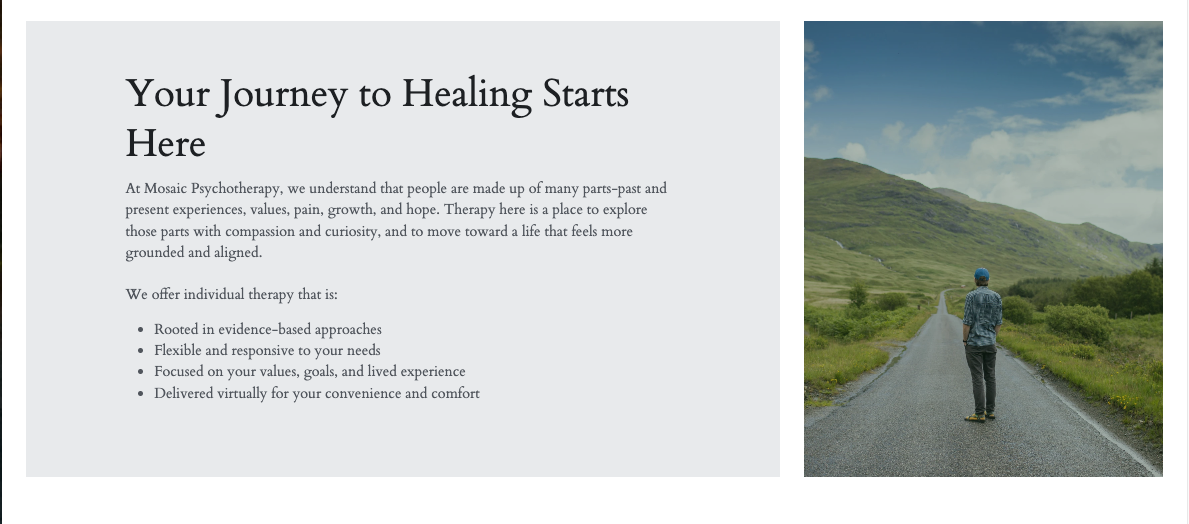 Your Journey to Healing Starts
Here
At Mosaic Psychotherapy, we understand that people are made up of many parts-past and
present experiences, values, pain, growth, and hope. Therapy here is a place to explore
those parts with compassion and curiosity, and to move toward a life that feels more
grounded and aligned.
We offer individual therapy that is:
• Rooted in evidence-based approaches
• Flexible and responsive to your needs
• Focused on your values, goals, and lived experience
• Delivered virtually for your convenience and comfort